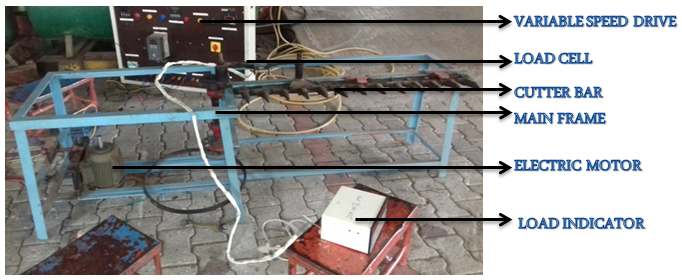 VARIABLE SPEED DRIVE
LOAD CELL
CUTTER BAR
MAIN FRAME
ELECTRIC MOTOR
LOAD INDICATOR